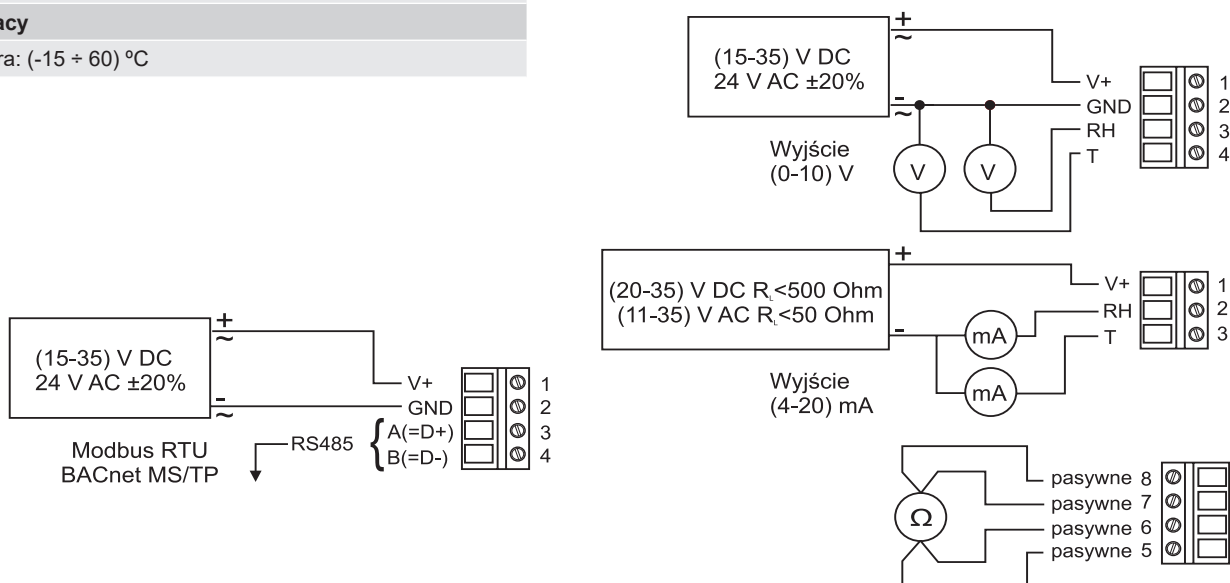 acy
ra: (-15 ÷ 60) ºC
+
~
(15-35) V DC
24 V AC ±20%
-
~
V+ 1
GND 2
RH 3
T 4
Wyjście
(0-10) V
V V
+
(20-35) V DC R_L<500 Ohm
(11-35) V AC R_L<50 Ohm
-
V+ 1
RH 2
T 3
mA
mA
Wyjście
(4-20) mA
+
~
(15-35) V DC
24 V AC ±20%
-
~
V+ 1
GND 2
RS485 { A(=D+) 3
B(=D-) 4
Modbus RTU
BACnet MS/TP
Ω
pasywne 8
pasywne 7
pasywne 6
pasywne 5